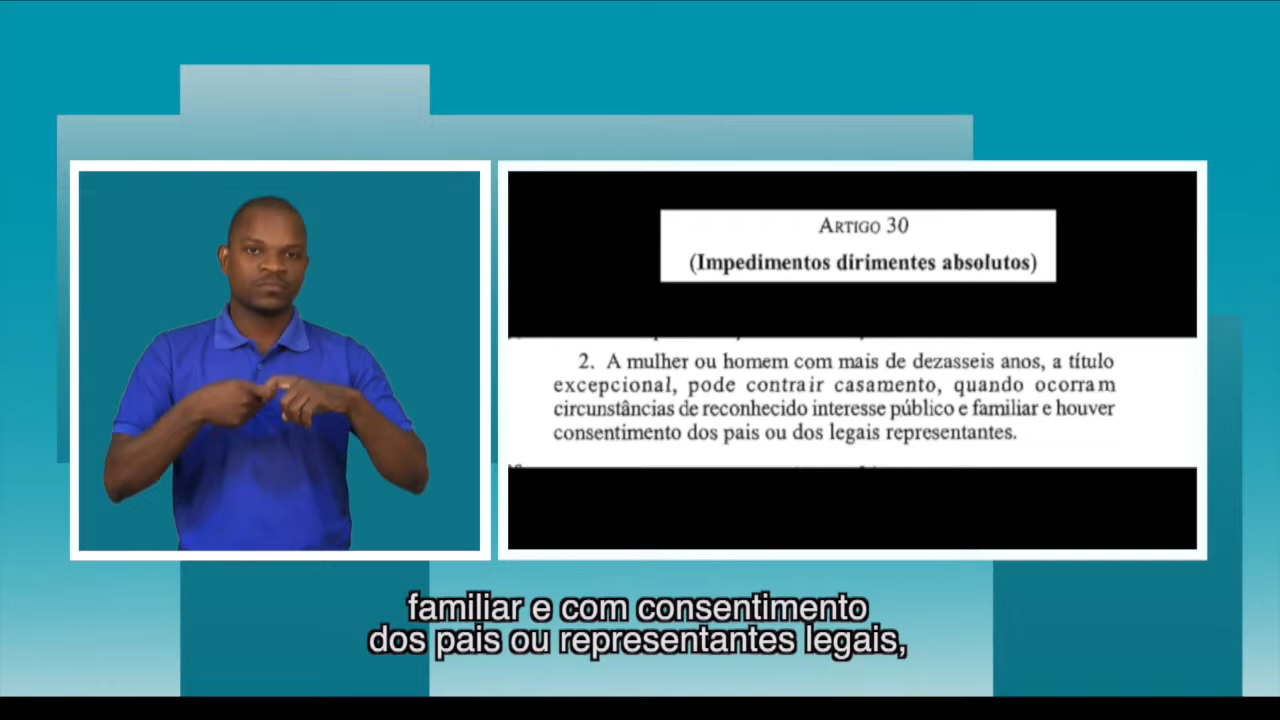 ARTIGO 30
(Impedimentos dirimentes absolutos)
2. A mulher ou homem com mais de dezasseis anos, a título
excepcional, pode contrair casamento, quando ocorram
circunstâncias de reconhecido interesse público e familiar e houver
consentimento dos pais ou dos legais representantes.
familiar e com consentimento
dos pais ou representantes legais,